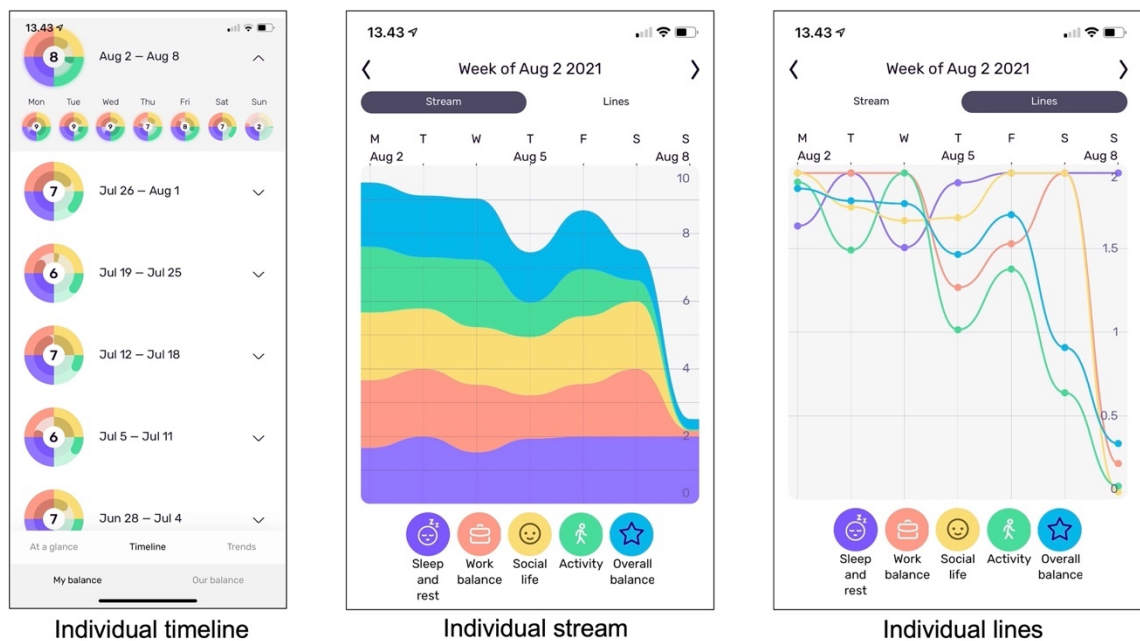 13.43
8
Aug 2 – Aug 8
Mon Tue Wed Thu Fri Sat Sun
9 9 9 7 8 7 2
7
Jul 26 – Aug 1
6
Jul 19 – Jul 25
7
Jul 12 – Jul 18
6
Jul 5 – Jul 11
7
Jun 28 – Jul 4
At a glance Timeline Trends
My balance Our balance
Individual timeline
13.43
Week of Aug 2 2021
Stream Lines
M T W T F S S
Aug 2 Aug 5 Aug 8
10
8
6
4
2
0
z z z
Sleep and rest
Work balance
Social life
Activity
Overall balance
Individual stream
13.43
Week of Aug 2 2021
Stream Lines
M T W T F S S
Aug 2 Aug 5 Aug 8
2
1.5
1
0.5
0
z z z
Sleep and rest
Work balance
Social life
Activity
Overall balance
Individual lines